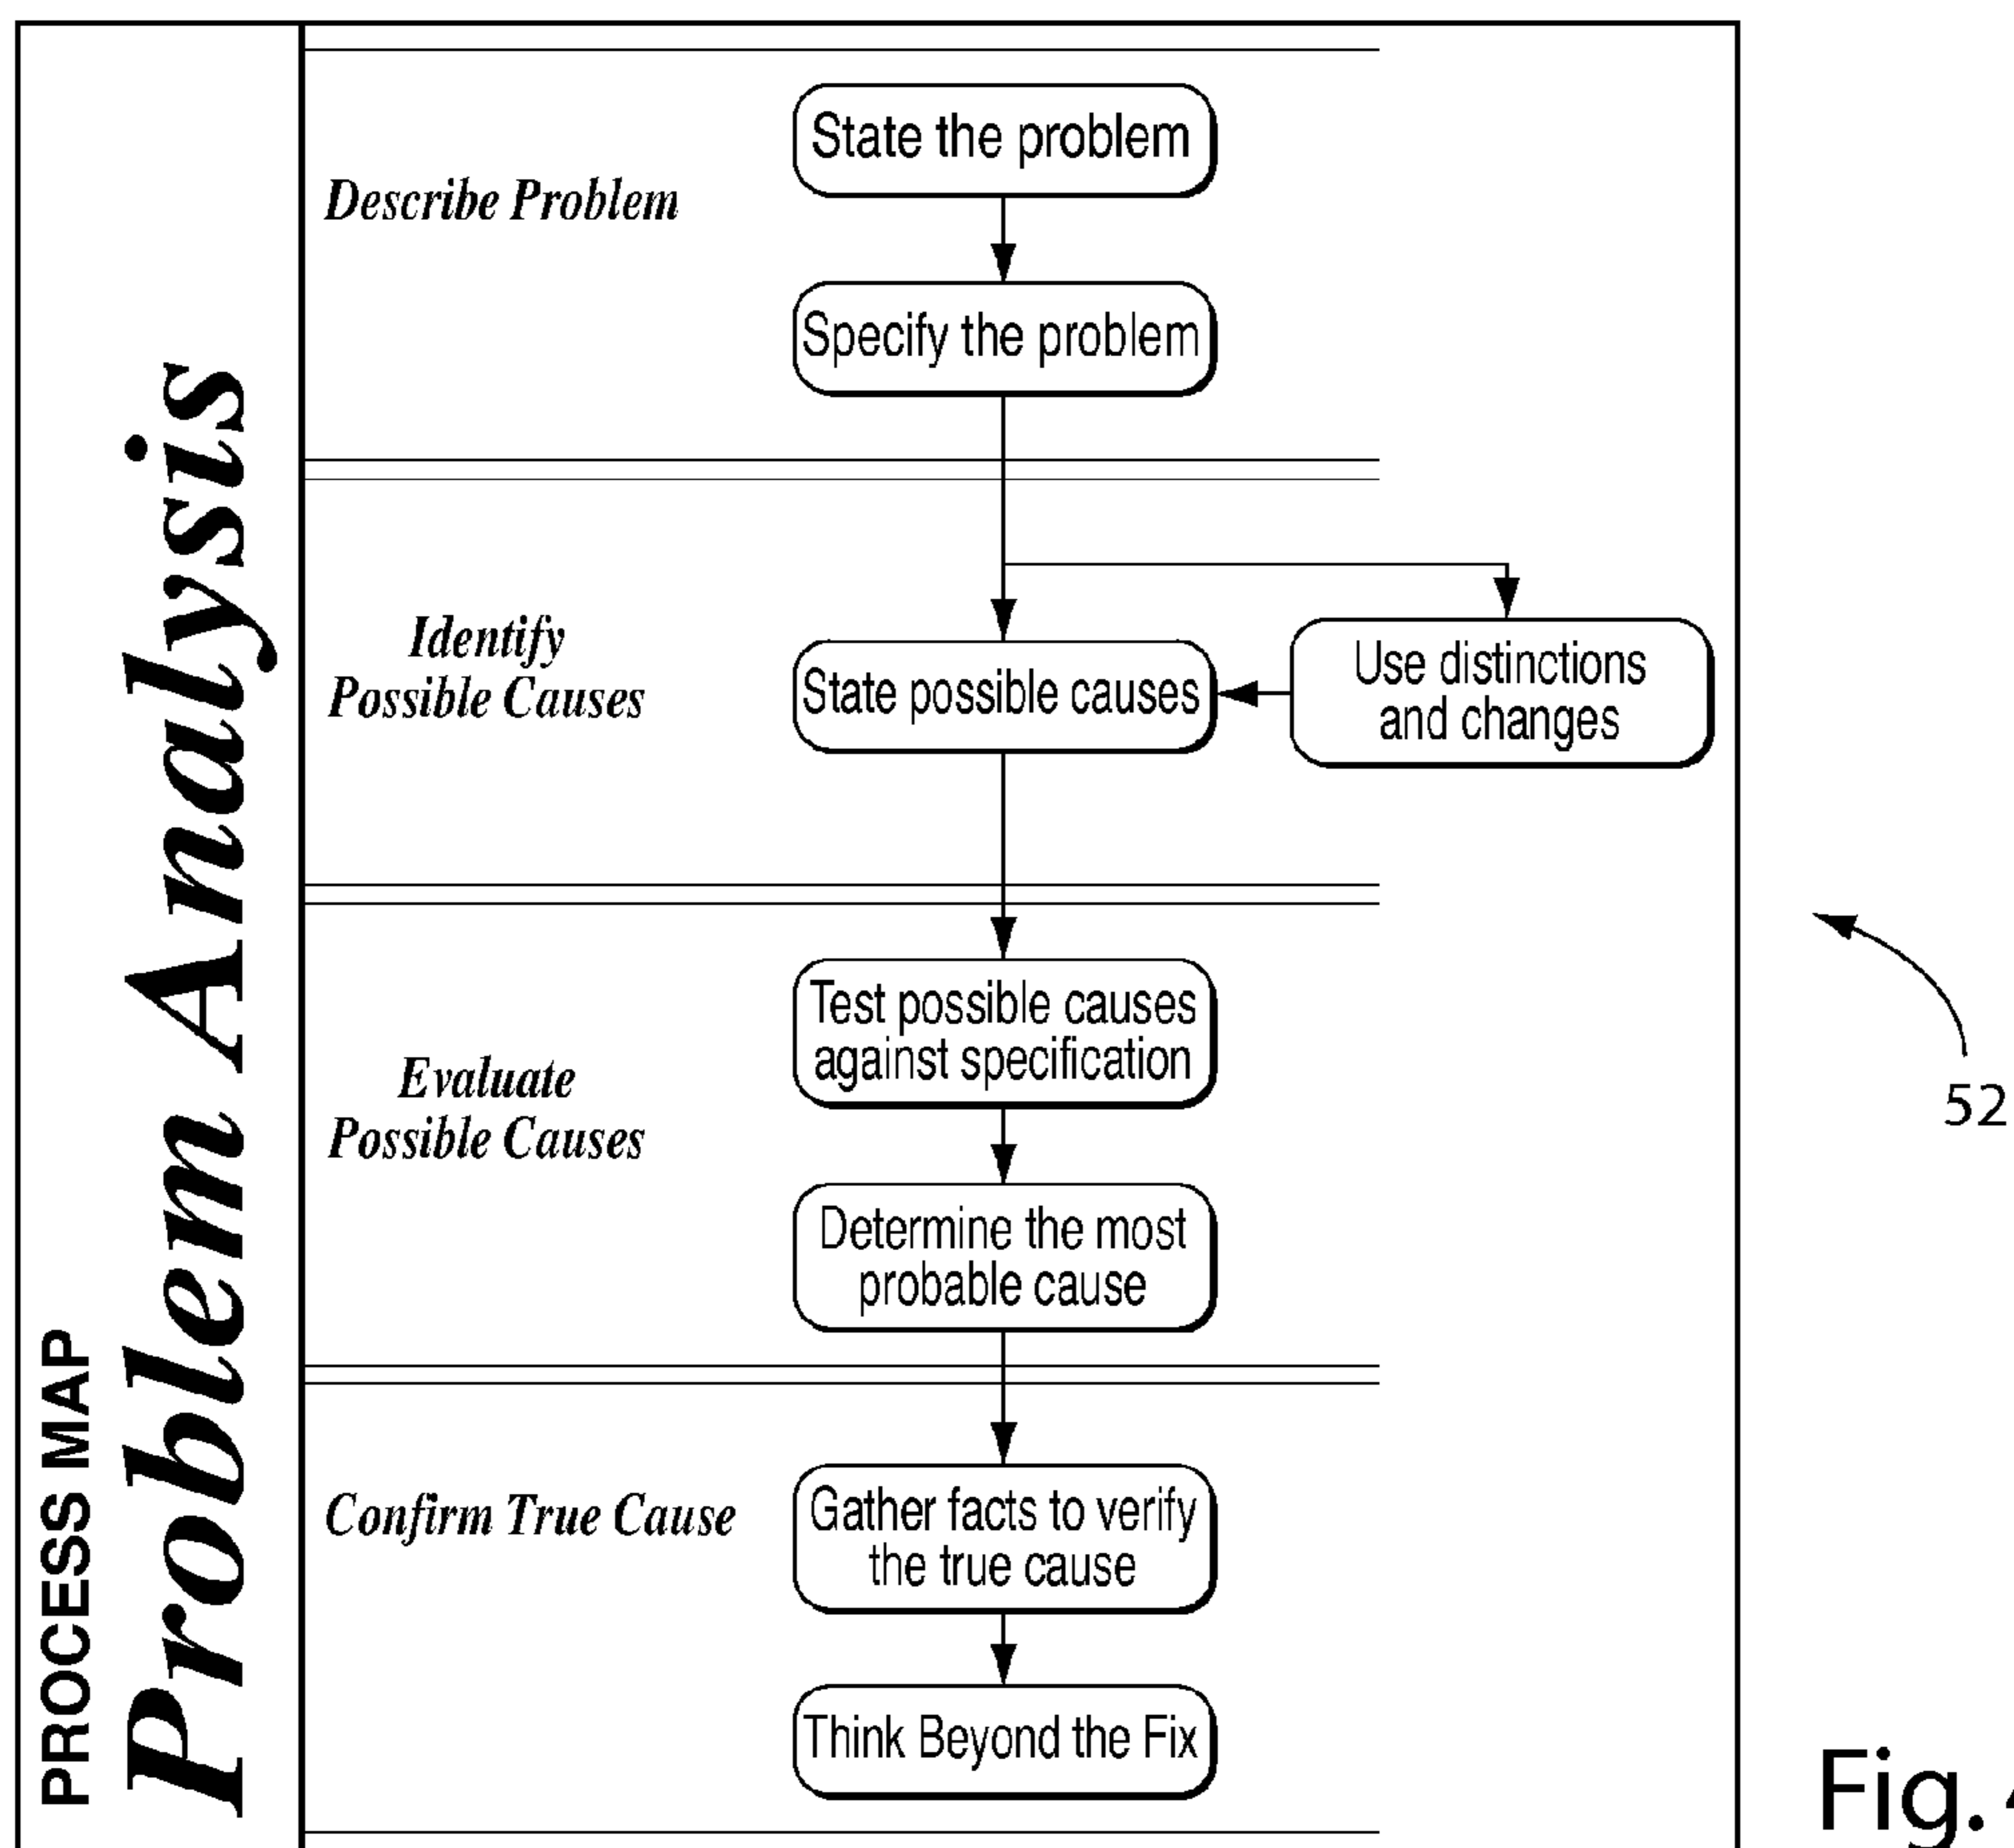 PROCESS MAP
Problem Analysis
Describe Problem
State the problem
Specify the problem
Identify
Possible Causes
State possible causes
Use distinctions
and changes
Evaluate
Possible Causes
Test possible causes
against specification
Determine the most
probable cause
Confirm True Cause
Gather facts to verify
the true cause
Think Beyond the Fix
52
Fig.